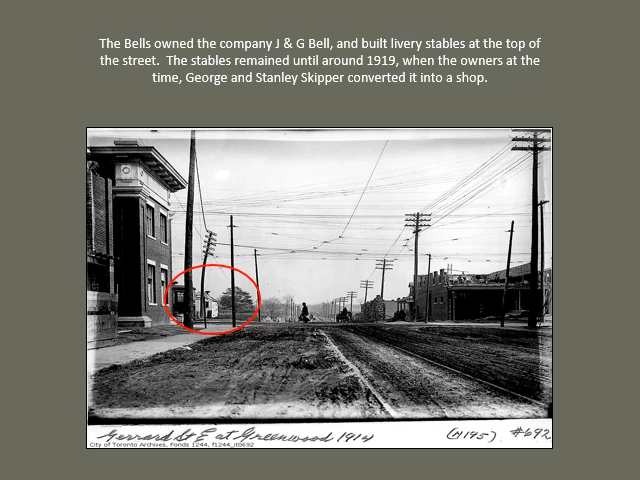 The Bells owned the company J & G Bell, and built livery stables at the top of
the street.  The stables remained until around 1919, when the owners at the
time, George and Stanley Skipper converted it into a shop.
Gerrard St E at Greenwood 1914 (N195) #692
City of Toronto Archives, Fonds 1244, f1244_it0692